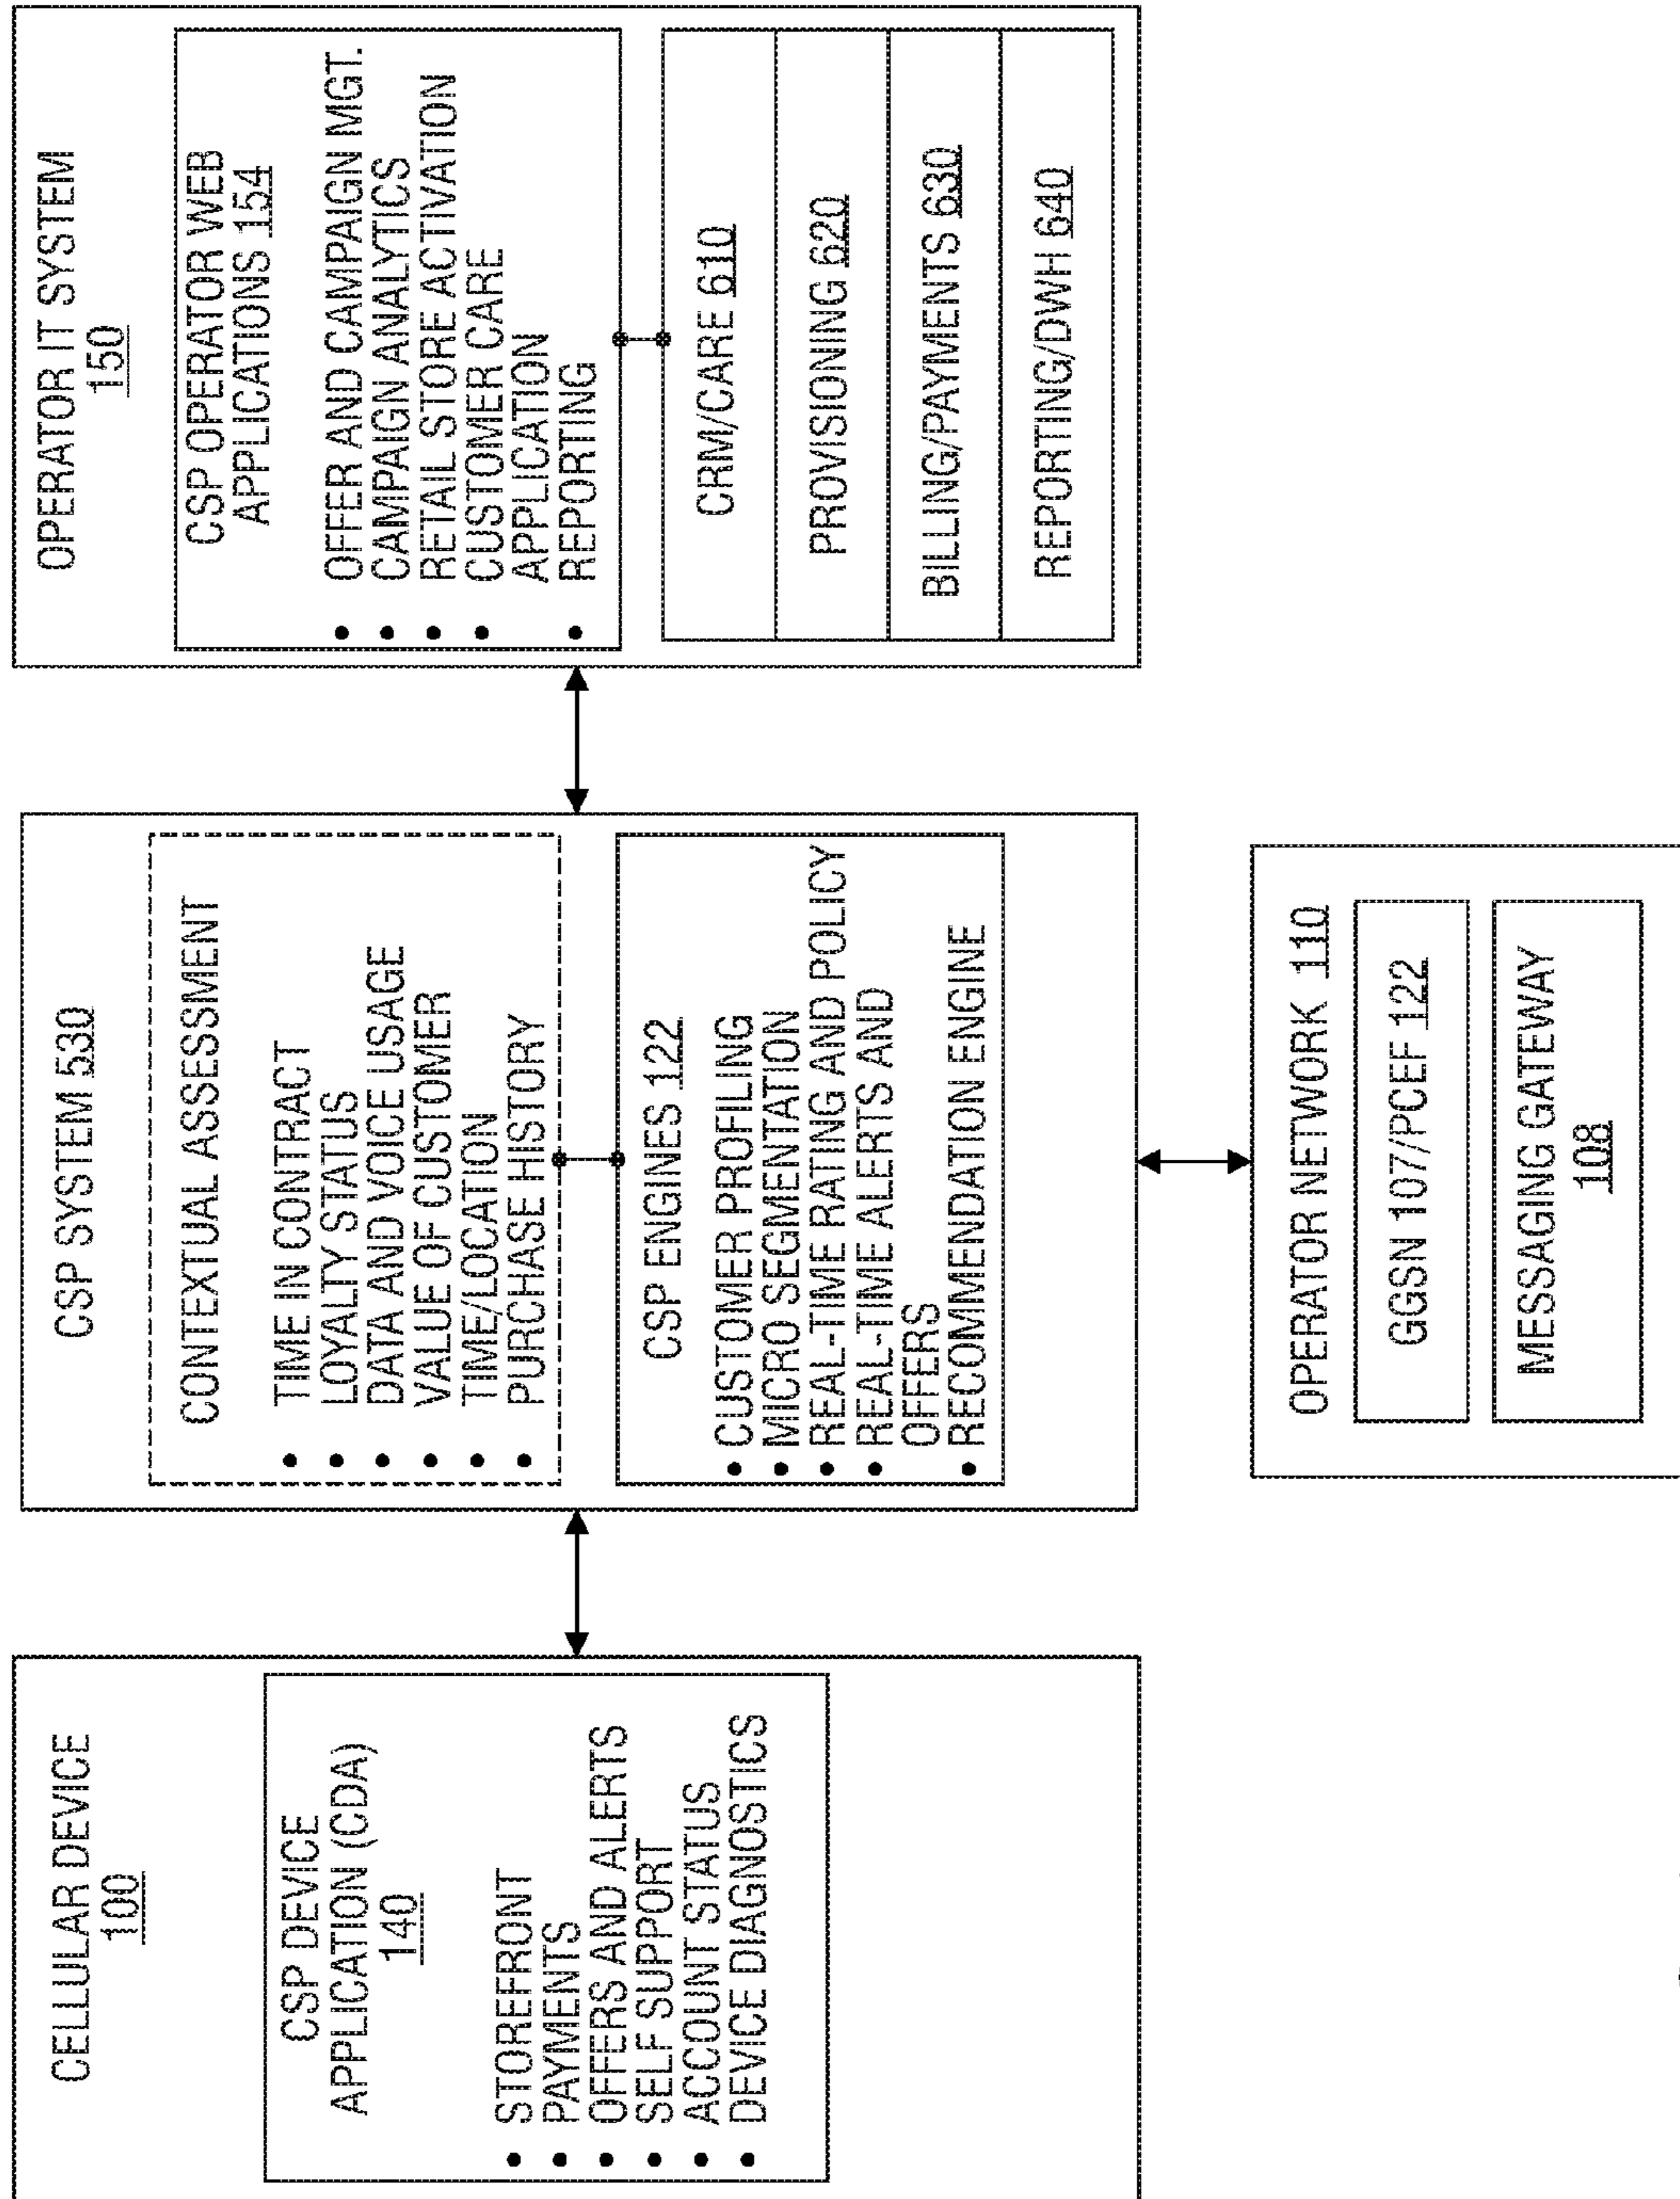 CELLULAR DEVICE
100
CSP DEVICE
APPLICATION (CDA)
140
• STOREFRONT
• PAYMENTS
• OFFERS AND ALERTS
• SELF SUPPORT
• ACCOUNT STATUS
• DEVICE DIAGNOSTICS
CSP SYSTEM 530
CONTEXTUAL ASSESSMENT
• TIME IN CONTRACT
• LOYALTY STATUS
• DATA AND VOICE USAGE
• VALUE OF CUSTOMER
• TIME/LOCATION
• PURCHASE HISTORY
CSP ENGINES 122
• CUSTOMER PROFILING
• MICRO SEGMENTATION
• REAL-TIME RATING AND POLICY
• REAL-TIME ALERTS AND
OFFERS
• RECOMMENDATION ENGINE
OPERATOR NETWORK 110
GGSN 107/PCEF 122
MESSAGING GATEWAY
108
OPERATOR IT SYSTEM
150
CSP OPERATOR WEB
APPLICATIONS 154
• OFFER AND CAMPAIGN MGT.
• CAMPAIGN ANALYTICS
• RETAIL STORE ACTIVATION
• CUSTOMER CARE
APPLICATION
• REPORTING
CRM/CARE 610
PROVISIONING 620
BILLING/PAYMENTS 630
REPORTING/DWH 640